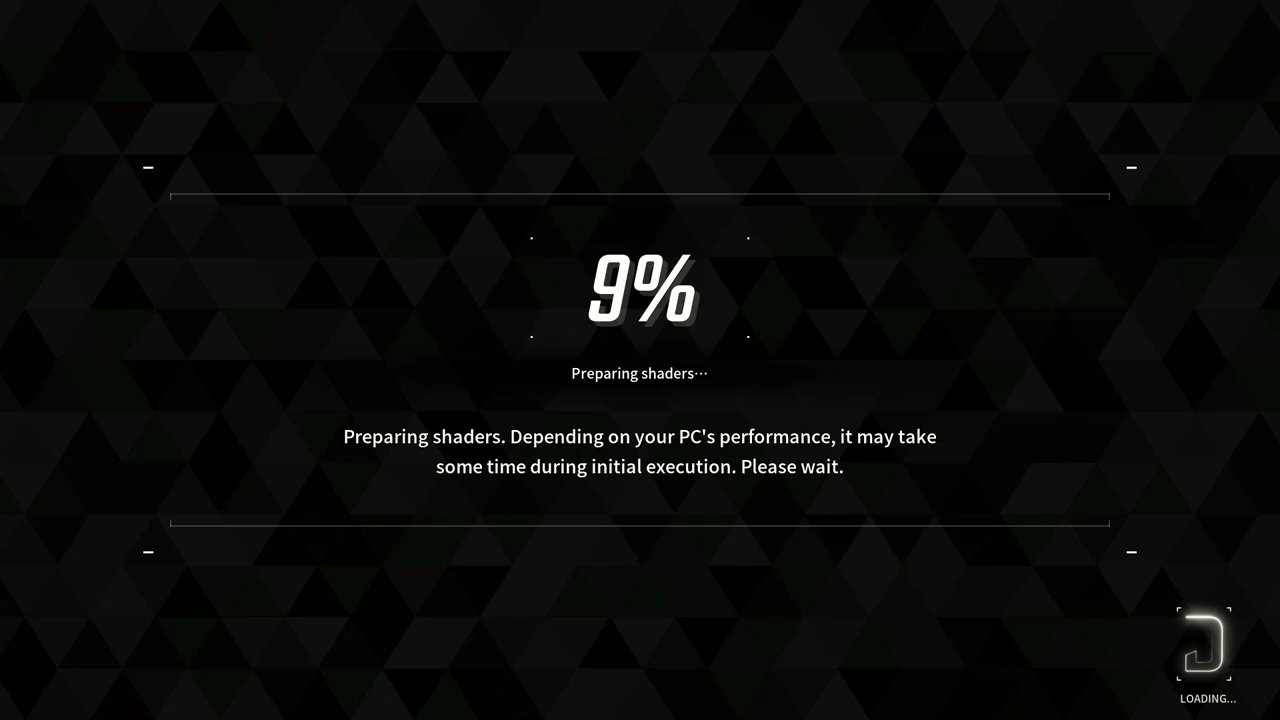 9%
Preparing shaders···
Preparing shaders. Depending on your PC's performance, it may take
some time during initial execution. Please wait.
LOADING...